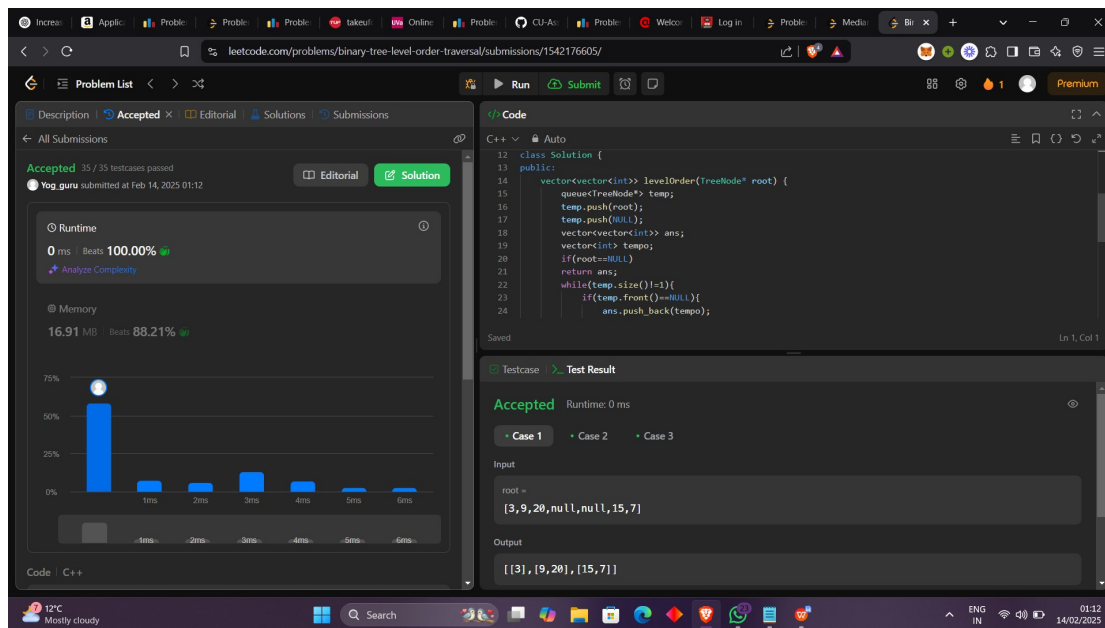 Increa
Applic
Proble
Proble
Proble
takeuf
Online
Proble
CU-As
Proble
Welcor
Log in
Proble
Mediar
Bir
leetcode.com/problems/binary-tree-level-order-traversal/submissions/1542176605/
Problem List
Run
Submit
1
Premium
Description
Accepted
Editorial
Solutions
Submissions
All Submissions
Accepted 35 / 35 testcases passed
Yog_guru submitted at Feb 14, 2025 01:12
Editorial
Solution
Runtime
0 ms Beats 100.00%
Analyze Complexity
Memory
16.91 MB Beats 88.21%
75%
50%
25%
0%
1ms 2ms 3ms 4ms 5ms 6ms
1ms 2ms 3ms 4ms 5ms 6ms
Code C++
</> Code
C++ Auto
12 class Solution {
13 public:
14 vector<vector<int>> levelOrder(TreeNode* root) {
15 queue<TreeNode*> temp;
16 temp.push(root);
17 temp.push(NULL);
18 vector<vector<int>> ans;
19 vector<int> tempo;
20 if(root==NULL)
21 return ans;
22 while(temp.size()!=1){
23 if(temp.front()==NULL){
24 ans.push_back(tempo);
Saved
Ln 1, Col 1
Testcase
Test Result
Accepted Runtime: 0 ms
Case 1
Case 2
Case 3
Input
root =
[3,9,20,null,null,15,7]
Output
[[3],[9,20],[15,7]]
7
12°C
Mostly cloudy
Search
21
ENG
IN
01:12
14/02/2025